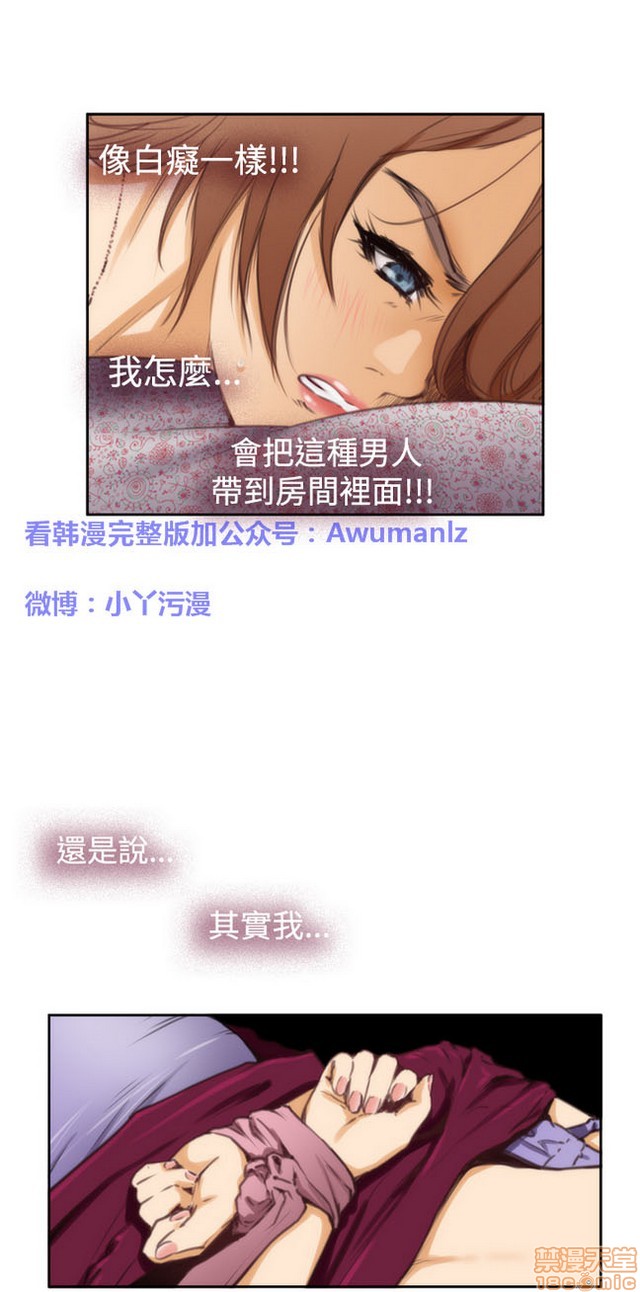 像白癡一樣!!!
我怎麼...
會把這種男人
帶到房間裡面!!!
看韩漫完整版加公众号：Awumanlz
微博：小丫污漫
還是說...
其實我...
禁漫天堂
18comic